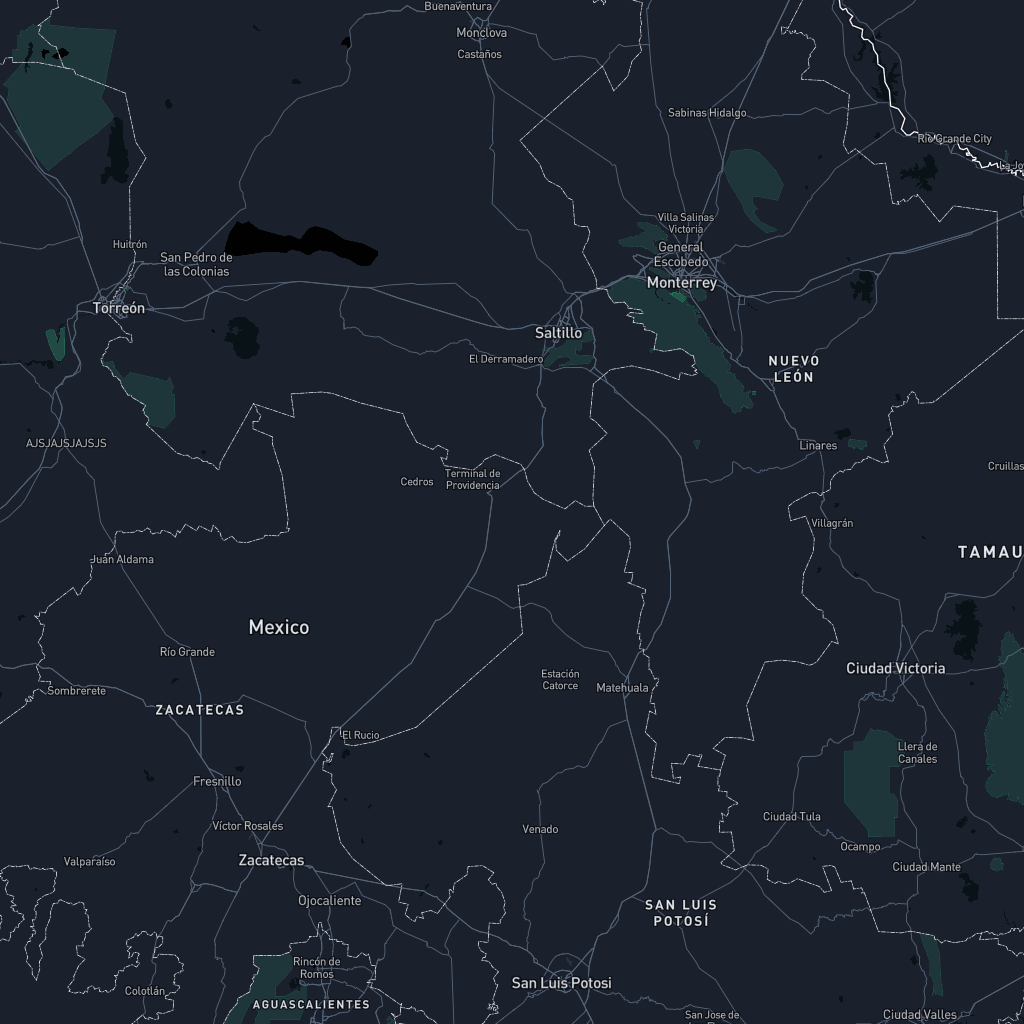 Buenaventura
Monclova
Castaños
Sabinas Hidalgo
Rio Grande City
La Jo
Villa Salinas
Victoria
Huitrón
San Pedro de
las Colonias
General
Escobedo
Monterrey
Torreón
Saltillo
El Derramadero
NUEVO
LEÓN
AJSJAJSJAJSJS
Linares
Cedros
Terminal de
Providencia
Cruillas
Villagrán
Juan Aldama
TAMAU
Mexico
Río Grande
Ciudad Victoria
Estación
Catorce
Matehuala
Sombrerete
ZACATECAS
El Rucio
Llera de
Canales
Fresnillo
Víctor Rosales
Venado
Ciudad Tula
Ocampo
Valparaíso
Zacatecas
Ciudad Mante
Ojocaliente
SAN LUIS
POTOSÍ
Rincón de
Romos
San Luis Potosi
Colotlán
AGUASCALIENTES
San Jose de
Ciudad Valles